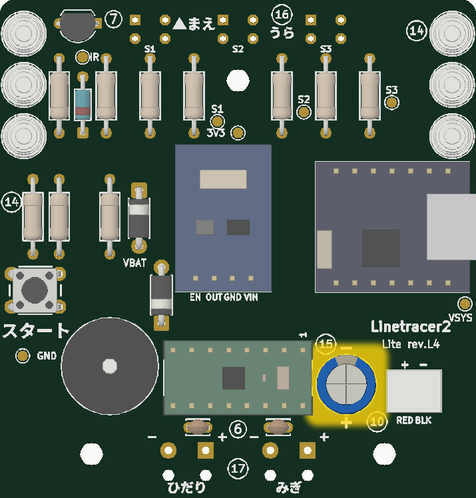 7
▲まえ
16
うら
14
IR
S1
S2
S3
S1
S2
S3
3V3
14
VBAT
EN OUT GND VIN
VSYS
スタート
GND
Linetracer2
Lite rev.L4
1
15
−
+ −
+
10
RED BLK
− +
6
− +
17
ひだり
みぎ